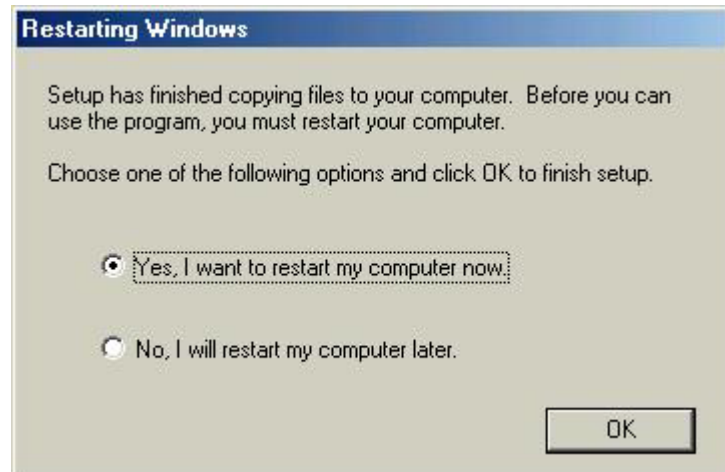 Restarting Windows
Setup has finished copying files to your computer.  Before you can
use the program, you must restart your computer.
Choose one of the following options and click OK to finish setup.
Yes, I want to restart my computer now.
No, I will restart my computer later.
OK